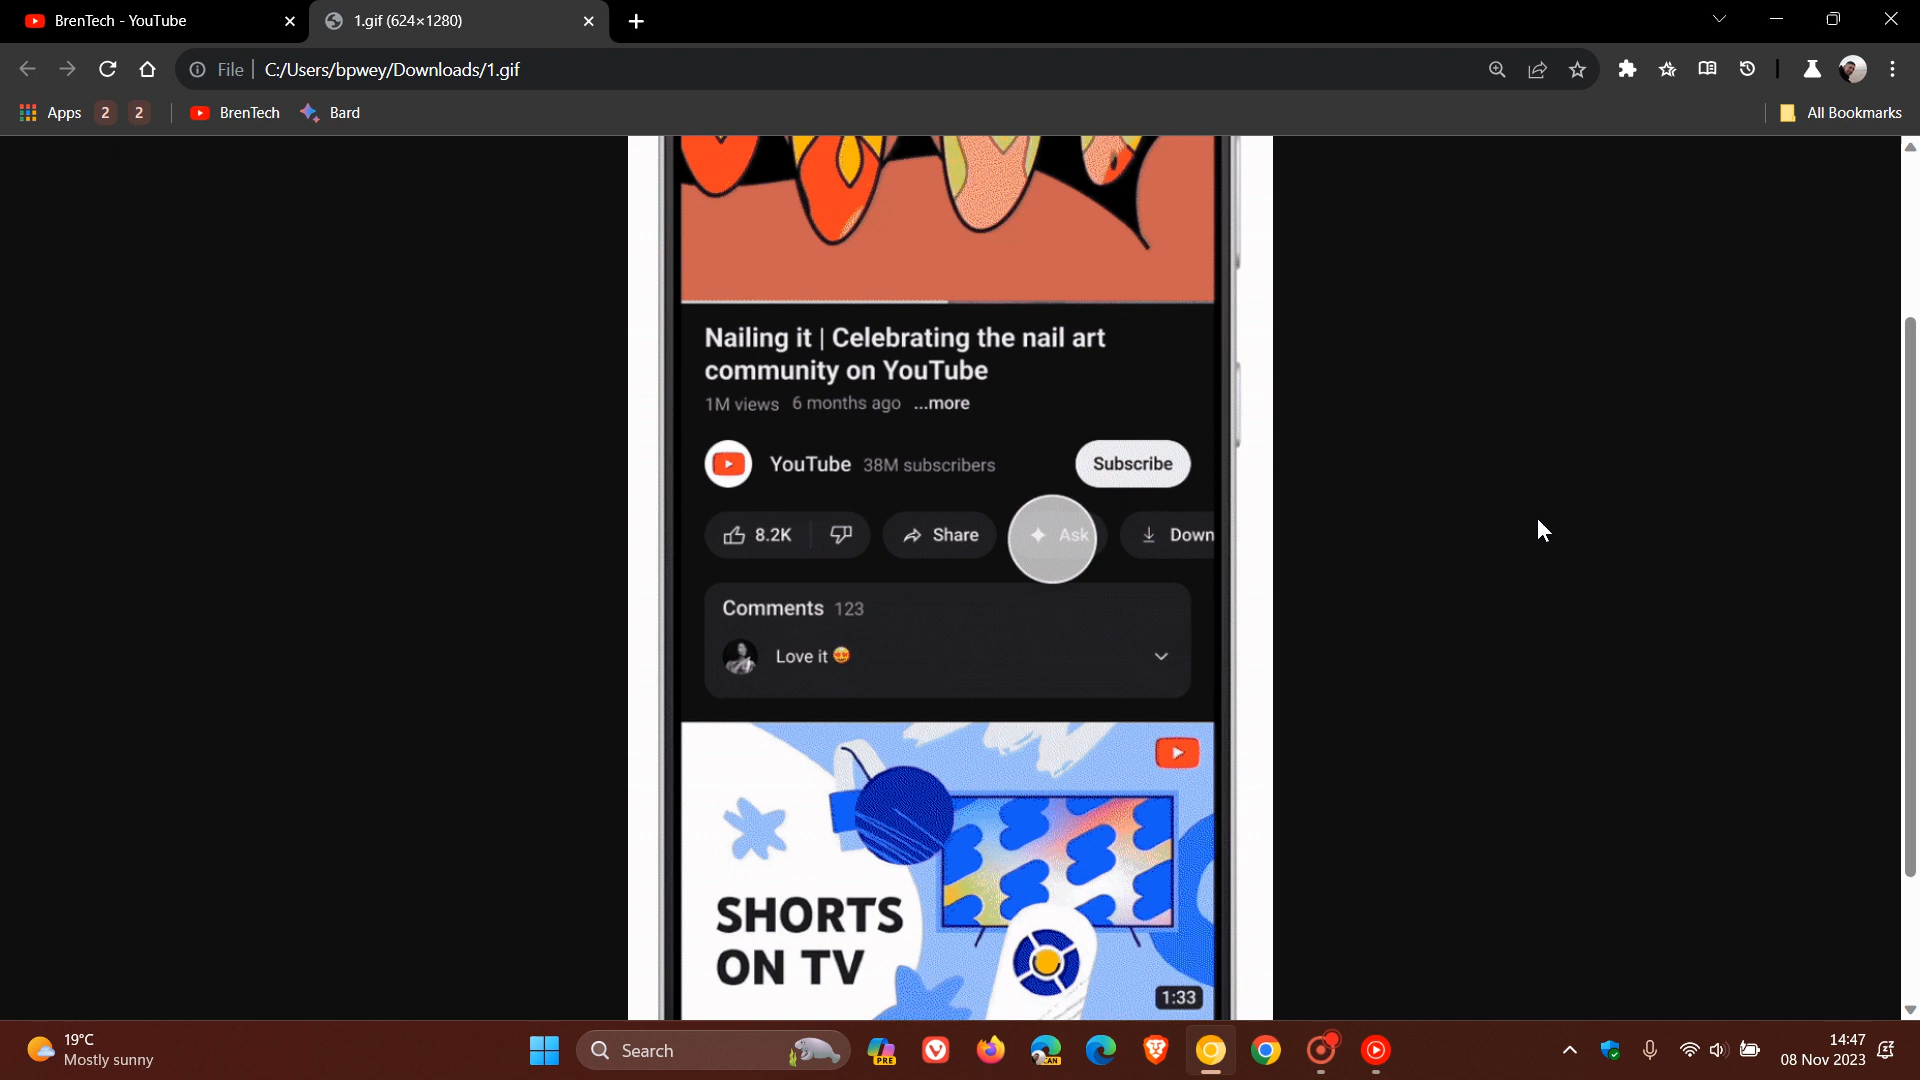 BrenTech - YouTube
1.gif (624×1280)
File
C:/Users/bpwey/Downloads/1.gif
Apps
2
2
BrenTech
Bard
All Bookmarks
Nailing it | Celebrating the nail art
community on YouTube
1M views 6 months ago ...more
YouTube 38M subscribers
Subscribe
8.2K
Share
Ask
Down
Comments 123
Love it
SHORTS
ON TV
1:33
19°C
Mostly sunny
Search
PRE
CAN
14:47
08 Nov 2023